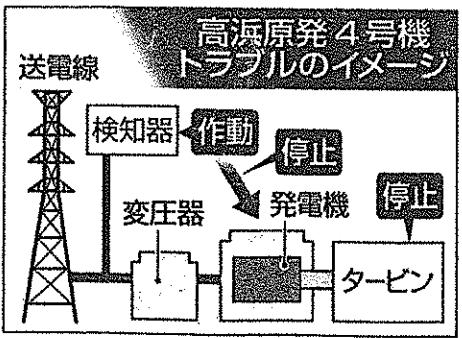 高浜原発4号機
トラブルのイメージ
送電線
検知器
作動
停止
変圧器
発電機
停止
タービン